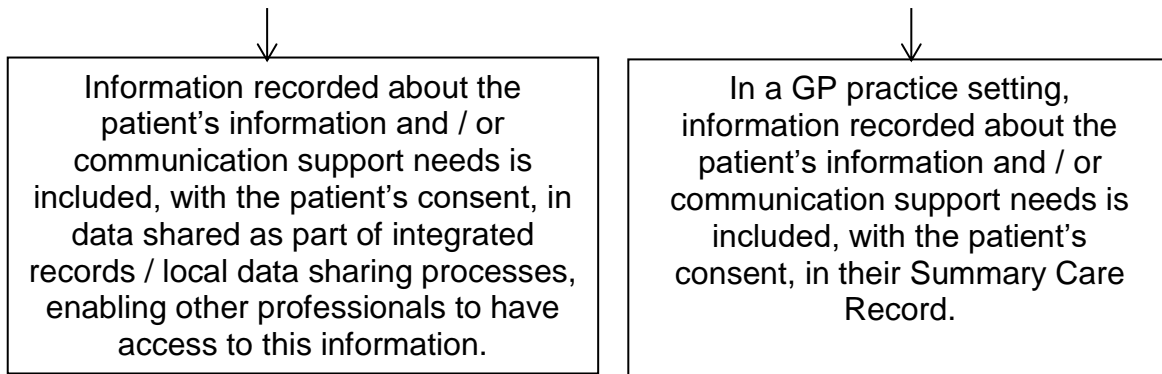 Information recorded about the
patient's information and / or
communication support needs is
included, with the patient's consent, in
data shared as part of integrated
records / local data sharing processes,
enabling other professionals to have
access to this information.
In a GP practice setting,
information recorded about the
patient's information and / or
communication support needs is
included, with the patient's
consent, in their Summary Care
Record.